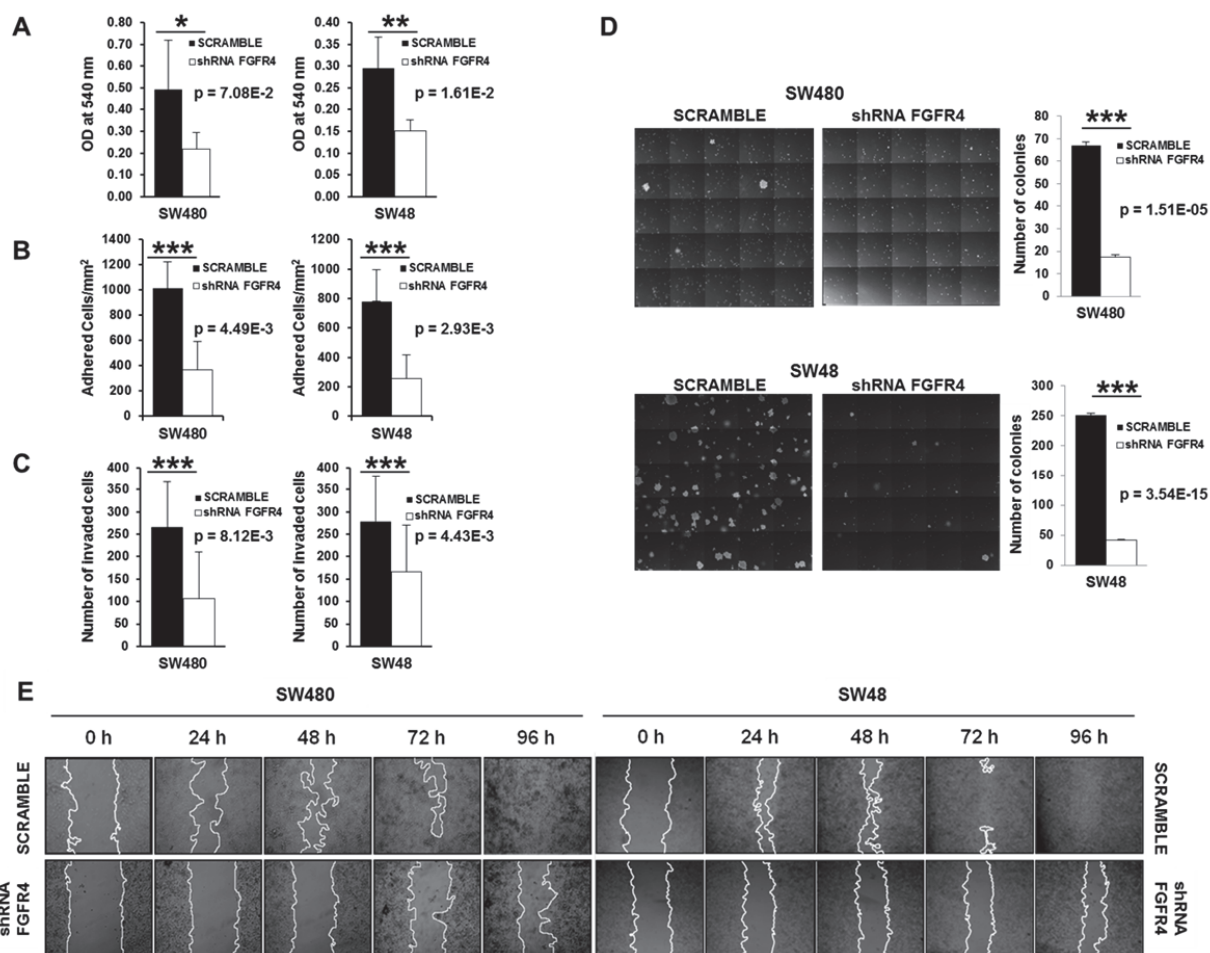 A
OD at 540 nm
0.80
0.70
0.60
0.50
0.40
0.30
0.20
0.10
0.00
*
SCRAMBLE
shRNA FGFR4
p = 7.08E-2
SW480
OD at 540 nm
0.40
0.35
0.30
0.25
0.20
0.15
0.10
0.05
0.00
**
SCRAMBLE
shRNA FGFR4
p = 1.61E-2
SW48
B
Adhered Cells/mm²
1400
1200
1000
800
600
400
200
0
***
SCRAMBLE
shRNA FGFR4
p = 4.49E-3
SW480
Adhered Cells/mm²
1200
1000
800
600
400
200
0
***
SCRAMBLE
shRNA FGFR4
p = 2.93E-3
SW48
C
Number of invaded cells
400
350
300
250
200
150
100
50
0
***
SCRAMBLE
shRNA FGFR4
p = 8.12E-3
SW480
Number of invaded cells
400
350
300
250
200
150
100
50
0
***
SCRAMBLE
shRNA FGFR4
p = 4.43E-3
SW48
D
SW480
SCRAMBLE
shRNA FGFR4
Number of colonies
80
70
60
50
40
30
20
10
0
***
SCRAMBLE
shRNA FGFR4
p = 1.51E-05
SW480
SW48
SCRAMBLE
shRNA FGFR4
Number of colonies
300
250
200
150
100
50
0
***
SCRAMBLE
shRNA FGFR4
p = 3.54E-15
SW48
E
SW480
SW48
0 h 24 h 48 h 72 h 96 h
0 h 24 h 48 h 72 h 96 h
SCRAMBLE
SCRAMBLE
shRNA
FGFR4
shRNA
FGFR4